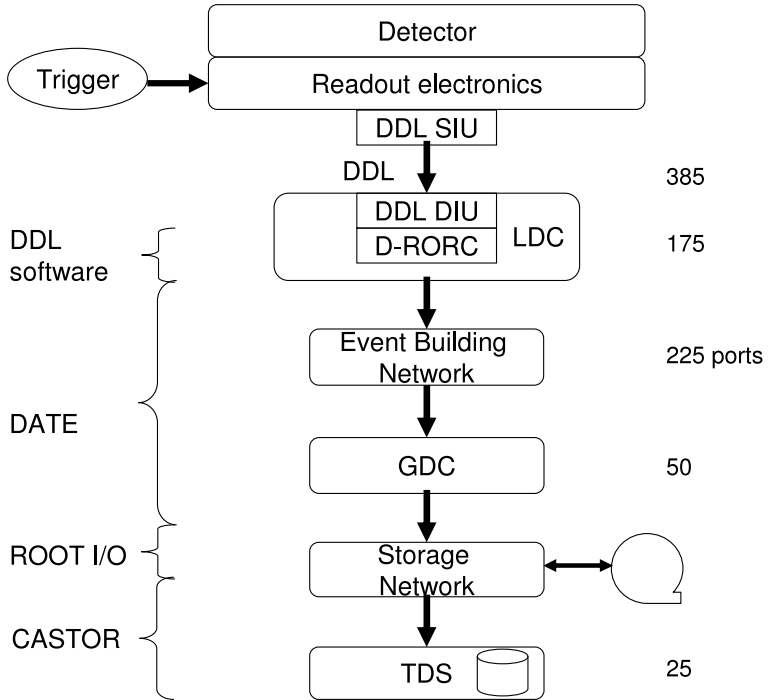 Detector
Trigger
Readout electronics
DDL SIU
DDL
385
DDL DIU
LDC
D-RORC
175
DDL
software
Event Building
Network
225 ports
DATE
GDC
50
ROOT I/O
Storage
Network
CASTOR
TDS
25